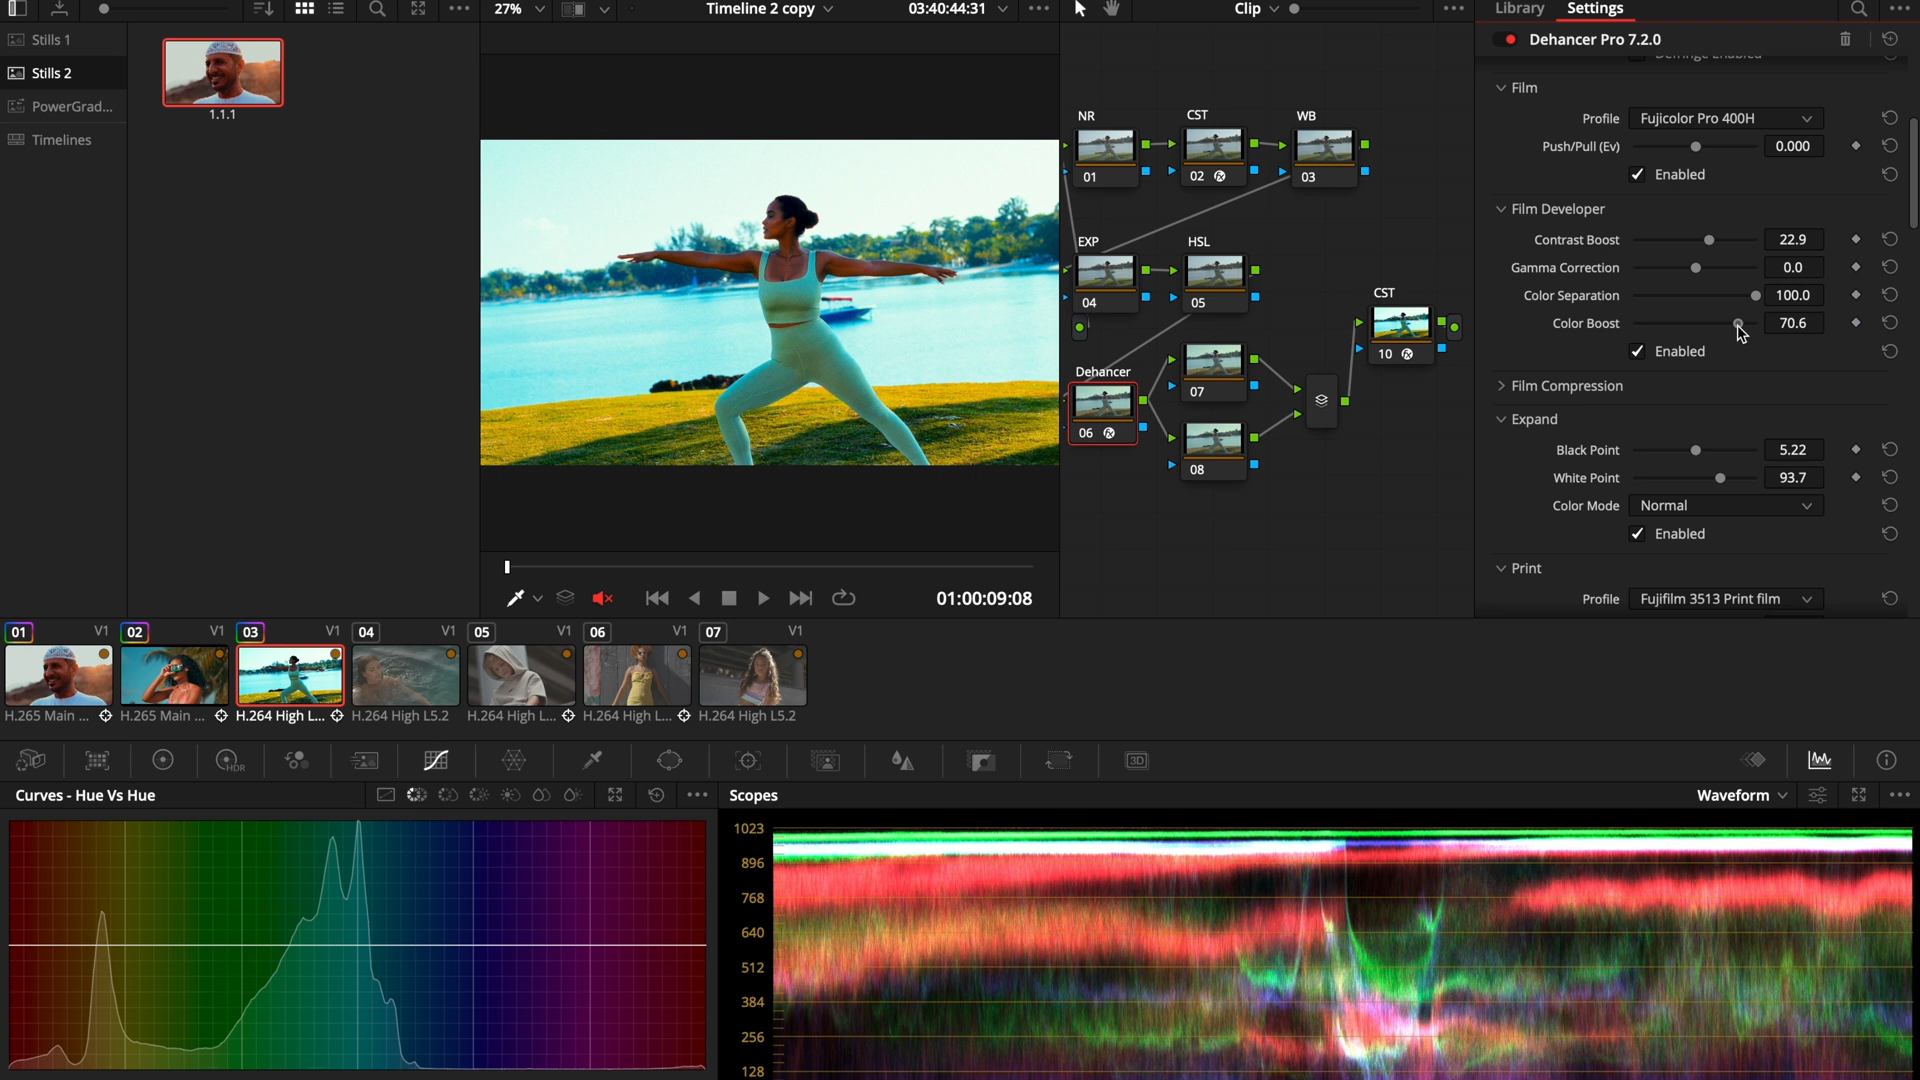 27%
Timeline 2 copy
03:40:44:31
Clip
Library
Settings
Stills 1
Stills 2
PowerGrad...
Timelines
1.1.1
Dehancer Pro 7.2.0
Film
Profile Fujicolor Pro 400H
Push/Pull (Ev) 0.000
Enabled
Film Developer
Contrast Boost 22.9
Gamma Correction 0.0
Color Separation 100.0
Color Boost 70.6
Enabled
Film Compression
Expand
Black Point 5.22
White Point 93.7
Color Mode Normal
Enabled
Print
Profile Fujifilm 3513 Print film
NR CST WB
01 02 03
EXP HSL
04 05
CST
10
Dehancer
06
07
08
01:00:09:08
01 V1 02 V1 03 V1 04 V1 05 V1 06 V1 07 V1
H.265 Main ... H.265 Main ... H.264 High L... H.264 High L5.2 H.264 High L... H.264 High L... H.264 High L5.2
HDR
3D
Curves - Hue Vs Hue
Scopes
Waveform
1023
896
768
640
512
384
256
128